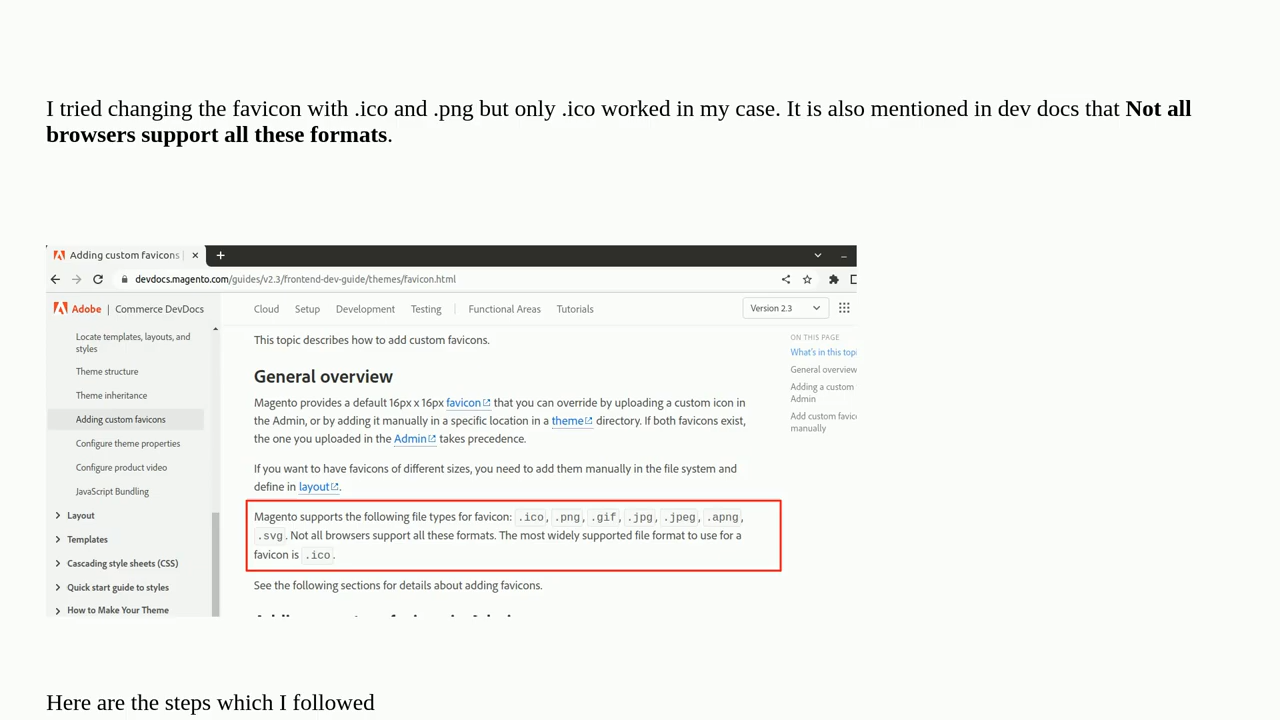 I tried changing the favicon with .ico and .png but only .ico worked in my case. It is also mentioned in dev docs that Not all
browsers support all these formats.
Adding custom favicons
devdocs.magento.com/guides/v2.3/frontend-dev-guide/themes/favicon.html
Adobe | Commerce DevDocs
Cloud Setup Development Testing Functional Areas Tutorials
Version 2.3
Locate templates, layouts, and
styles
Theme structure
Theme inheritance
Adding custom favicons
Configure theme properties
Configure product video
JavaScript Bundling
Layout
Templates
Cascading style sheets (CSS)
Quick start guide to styles
How to Make Your Theme
This topic describes how to add custom favicons.
General overview
Magento provides a default 16px x 16px favicon that you can override by uploading a custom icon in
the Admin, or by adding it manually in a specific location in a theme directory. If both favicons exist,
the one you uploaded in the Admin takes precedence.
If you want to have favicons of different sizes, you need to add them manually in the file system and
define in layout.
Magento supports the following file types for favicon: .ico, .png, .gif, .jpg, .jpeg, .apng,
.svg. Not all browsers support all these formats. The most widely supported file format to use for a
favicon is .ico.
See the following sections for details about adding favicons.
ON THIS PAGE
What's in this topi
General overview
Adding a custom
Admin
Add custom favico
manually
Here are the steps which I followed